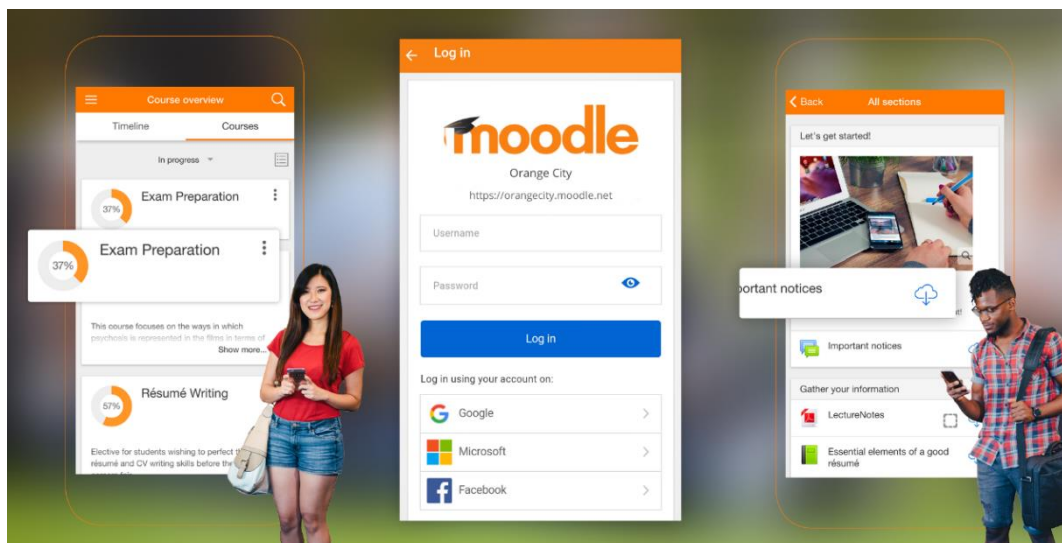 Course overview
Timeline
Courses
In progress
37%
Exam Preparation
37%
Exam Preparation
This course focuses on the ways in which
psychosis is represented in the films in terms of
Show more...
57%
Résumé Writing
Elective for students wishing to perfect
résumé and CV writing skills before the
Log in
moodle
Orange City
https://orangecity.moodle.net
Username
Password
Log in
Log in using your account on:
Google
Microsoft
Facebook
Back
All sections
Let's get started!
notices
Important notices
Gather your information
LectureNotes
Essential elements of a good
résumé